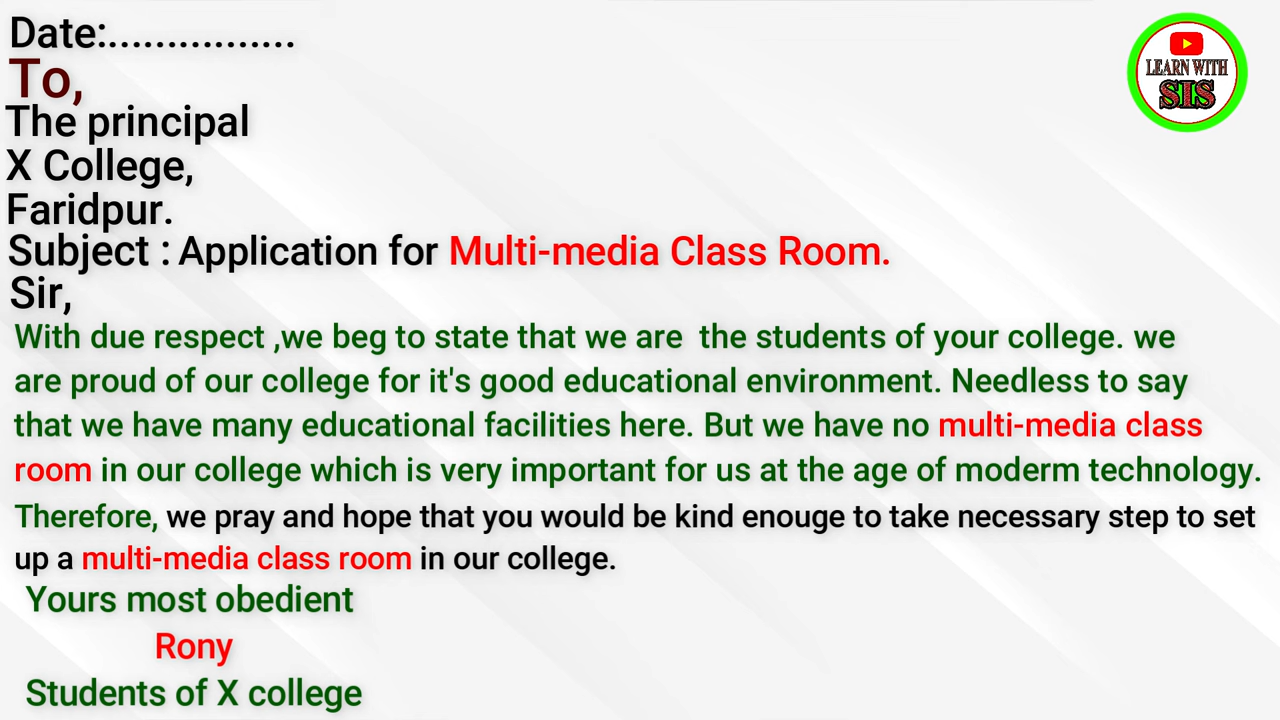 Date:................
To,
The principal
X College,
Faridpur.
Subject : Application for Multi-media Class Room.
Sir,
With due respect ,we beg to state that we are  the students of your college. we
are proud of our college for it's good educational environment. Needless to say
that we have many educational facilities here. But we have no multi-media class
room in our college which is very important for us at the age of moderm technology.
Therefore, we pray and hope that you would be kind enouge to take necessary step to set
up a multi-media class room in our college.
Yours most obedient
Rony
Students of X college
LEARN WITH
SIS